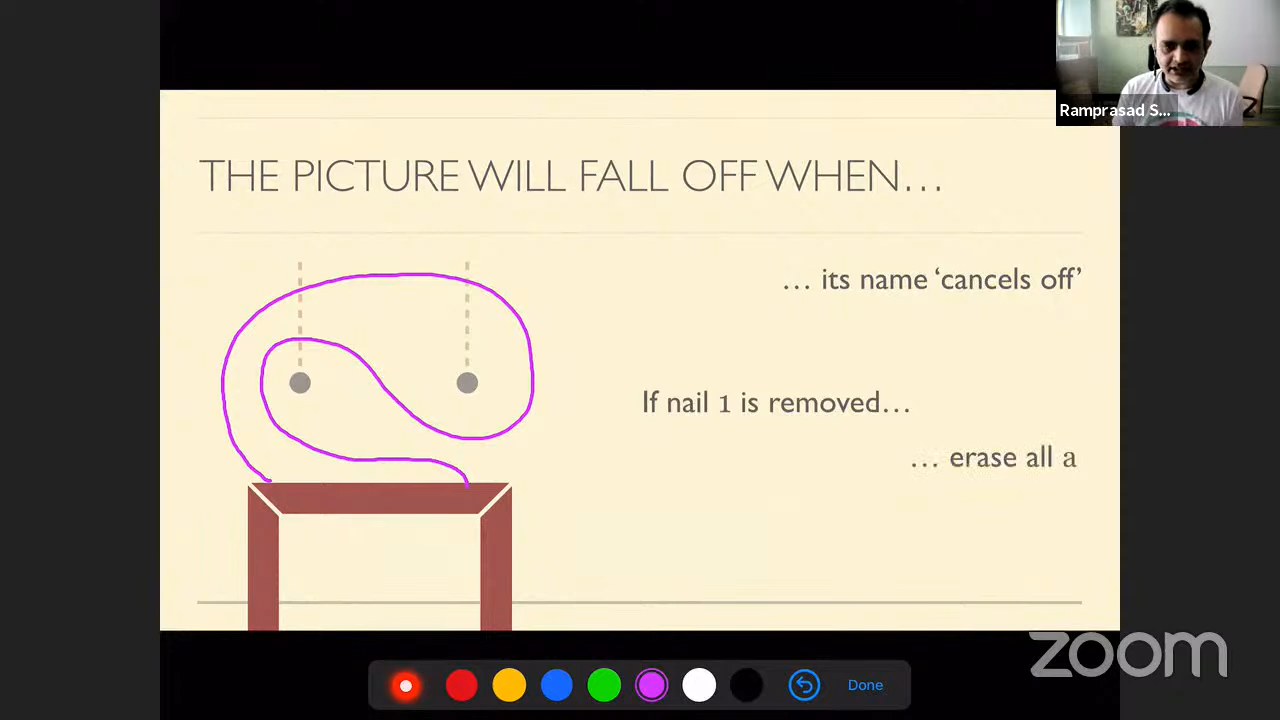 Ramprasad S...
THE PICTURE WILL FALL OFF WHEN...
... its name ‘cancels off’
If nail 1 is removed...
... erase all a
zoom
Done